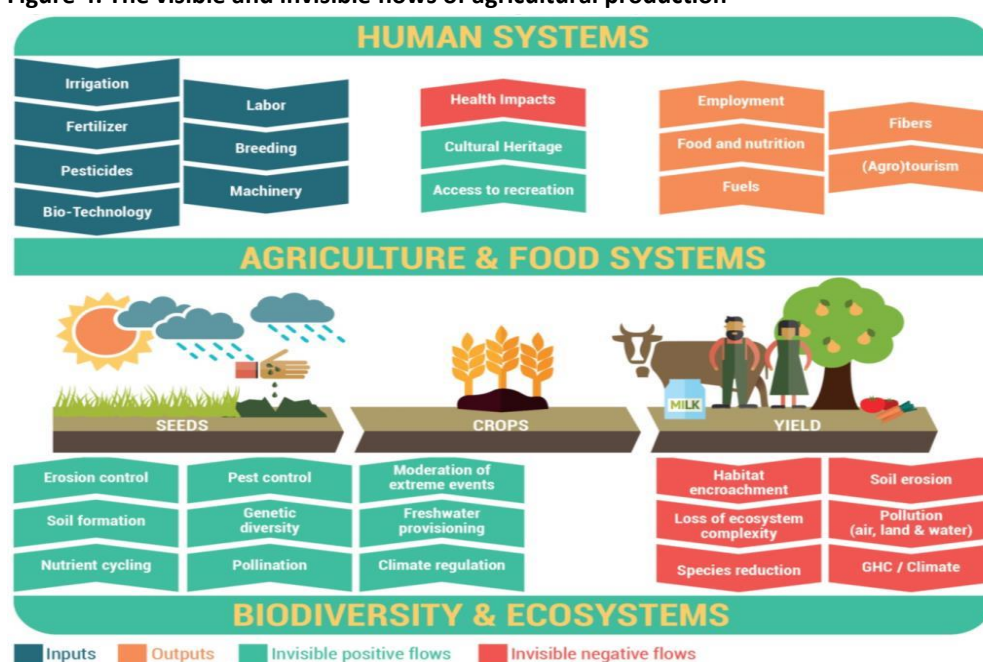 Figure The visible and invisible flows of agricultural production
HUMAN SYSTEMS
Irrigation
Fertilizer
Pesticides
Bio-Technology
Labor
Breeding
Machinery
Health Impacts
Cultural Heritage
Access to recreation
Employment
Food and nutrition
Fuels
Fibers
(Agro)tourism
AGRICULTURE & FOOD SYSTEMS
MILK
SEEDS
CROPS
YIELD
Erosion control
Soil formation
Nutrient cycling
Pest control
Genetic
diversity
Pollination
Moderation of
extreme events
Freshwater
provisioning
Climate regulation
Habitat
encroachment
Loss of ecosystem
complexity
Species reduction
Soil erosion
Pollution
(air, land & water)
GHC / Climate
BIODIVERSITY & ECOSYSTEMS
Inputs
Outputs
Invisible positive flows
Invisible negative flows